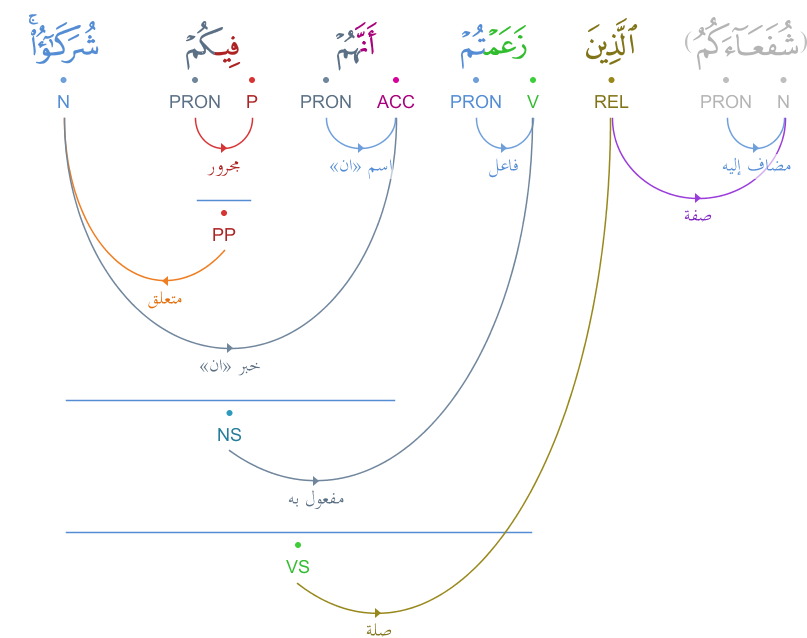 (شُفَعَآءَكُمُ) ٱلَّذِينَ زَعَمْتُمْ أَنَّهُمْ فِيكُمْ شُرَكَـٰٓؤُا۟ ۚ
N PRON REL V PRON ACC PRON P PRON N
مضاف إليه فاعل اسم «ان» مجرور
صفة
PP
متعلق
خبر «ان»
NS
مفعول به
VS
صلة